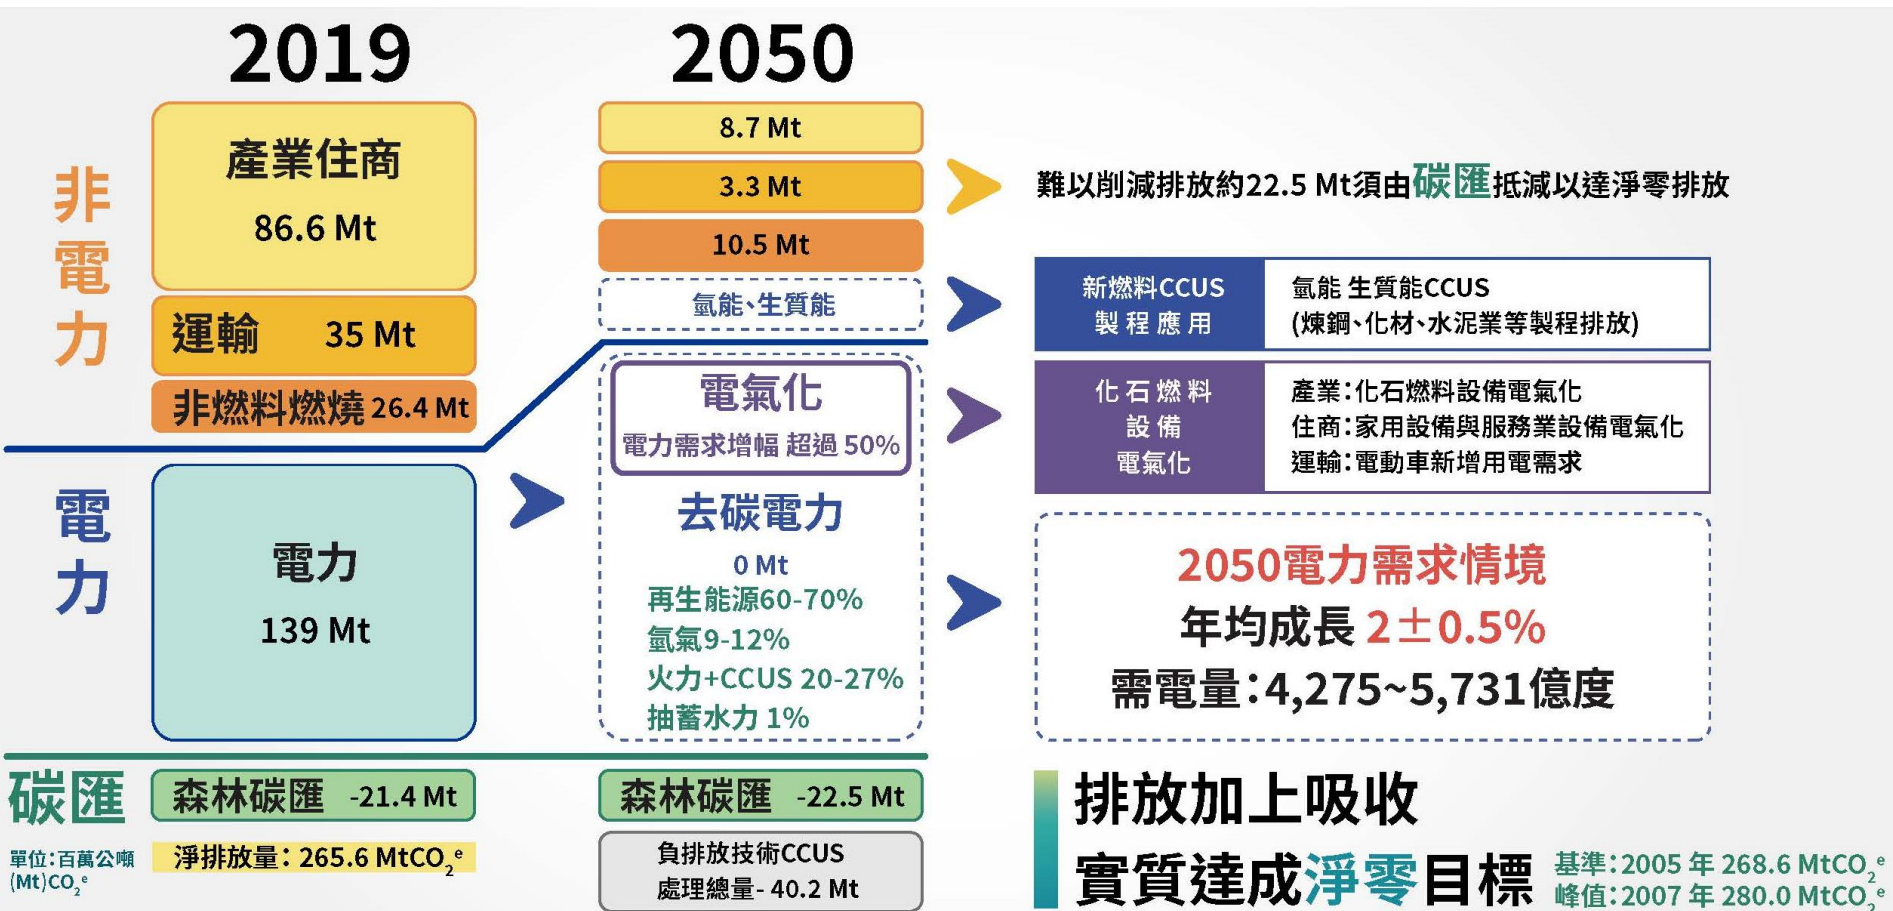 2019
2050
非電力
產業住商
86.6 Mt
運輸 35 Mt
非燃料燃燒 26.4 Mt
8.7 Mt
3.3 Mt
10.5 Mt
氫能、生質能
難以削減排放約22.5 Mt須由碳匯抵減以達淨零排放
新燃料CCUS
製程應用
氫能 生質能CCUS
(煉鋼、化材、水泥業等製程排放)
電力
電力
139 Mt
電氣化
電力需求增幅 超過 50%
去碳電力
0 Mt
再生能源60-70%
氫氣9-12%
火力+CCUS 20-27%
抽蓄水力 1%
化石燃料
設備
電氣化
產業:化石燃料設備電氣化
住商:家用設備與服務業設備電氣化
運輸:電動車新增用電需求
2050電力需求情境
年均成長 2±0.5%
需電量:4,275~5,731億度
碳匯
森林碳匯 -21.4 Mt
森林碳匯 -22.5 Mt
單位:百萬公噸
(Mt)CO₂ᵉ
淨排放量: 265.6 MtCO₂ᵉ
負排放技術CCUS
處理總量- 40.2 Mt
排放加上吸收
實質達成淨零目標
基準:2005 年 268.6 MtCO₂ᵉ
峰值:2007 年 280.0 MtCO₂ᵉ